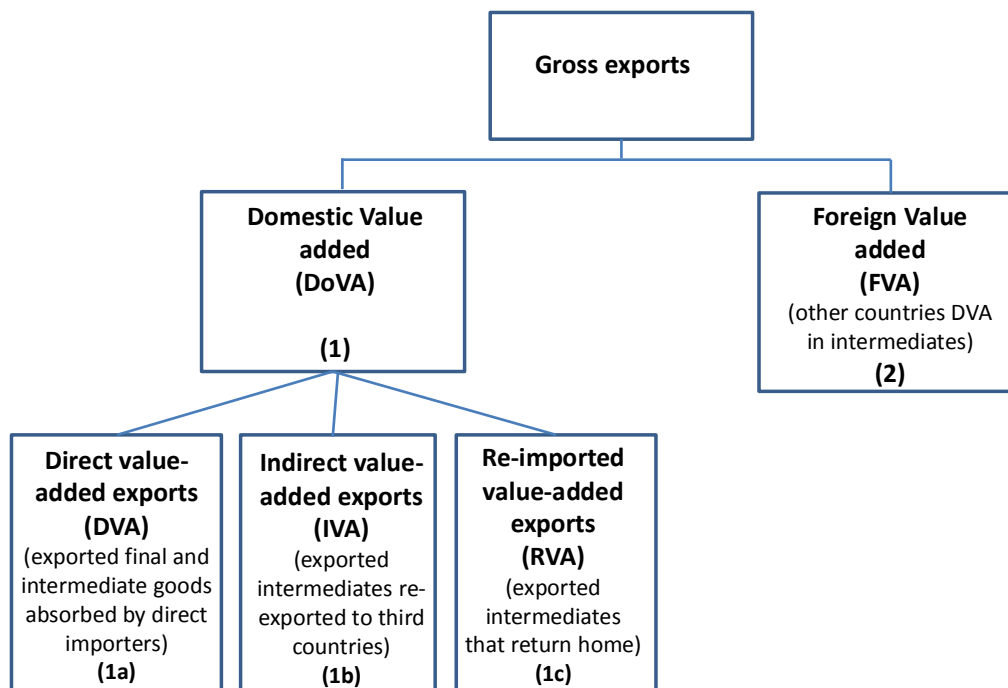 Gross exports
Domestic Value
added
(DoVA)
(1)
Foreign Value
added
(FVA)
(other countries DVA
in intermediates)
(2)
Direct value-
added exports
(DVA)
(exported final and
intermediate goods
absorbed by direct
importers)
(1a)
Indirect value-
added exports
(IVA)
(exported
intermediates re-
exported to third
countries)
(1b)
Re-imported
value-added
exports
(RVA)
(exported
intermediates
that return home)
(1c)